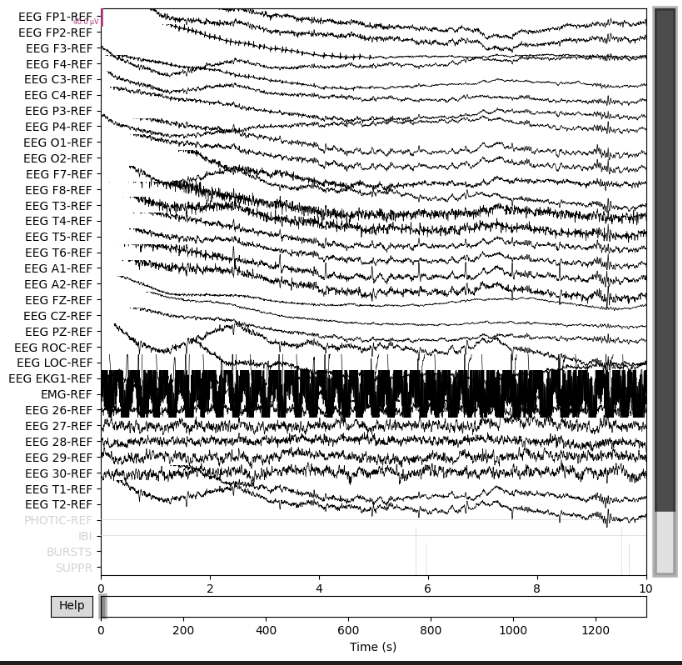 EEG FP1-REF
40.0 µV
EEG FP2-REF
EEG F3-REF
EEG F4-REF
EEG C3-REF
EEG C4-REF
EEG P3-REF
EEG P4-REF
EEG O1-REF
EEG O2-REF
EEG F7-REF
EEG F8-REF
EEG T3-REF
EEG T4-REF
EEG T5-REF
EEG T6-REF
EEG A1-REF
EEG A2-REF
EEG FZ-REF
EEG CZ-REF
EEG PZ-REF
EEG ROC-REF
EEG LOC-REF
EEG EKG1-REF
EMG-REF
EEG 26-REF
EEG 27-REF
EEG 28-REF
EEG 29-REF
EEG 30-REF
EEG T1-REF
EEG T2-REF
PHOTIC-REF
IBI
BURSTS
SUPPR
0 2 4 6 8 10
Help
0 200 400 600 800 1000 1200
Time (s)